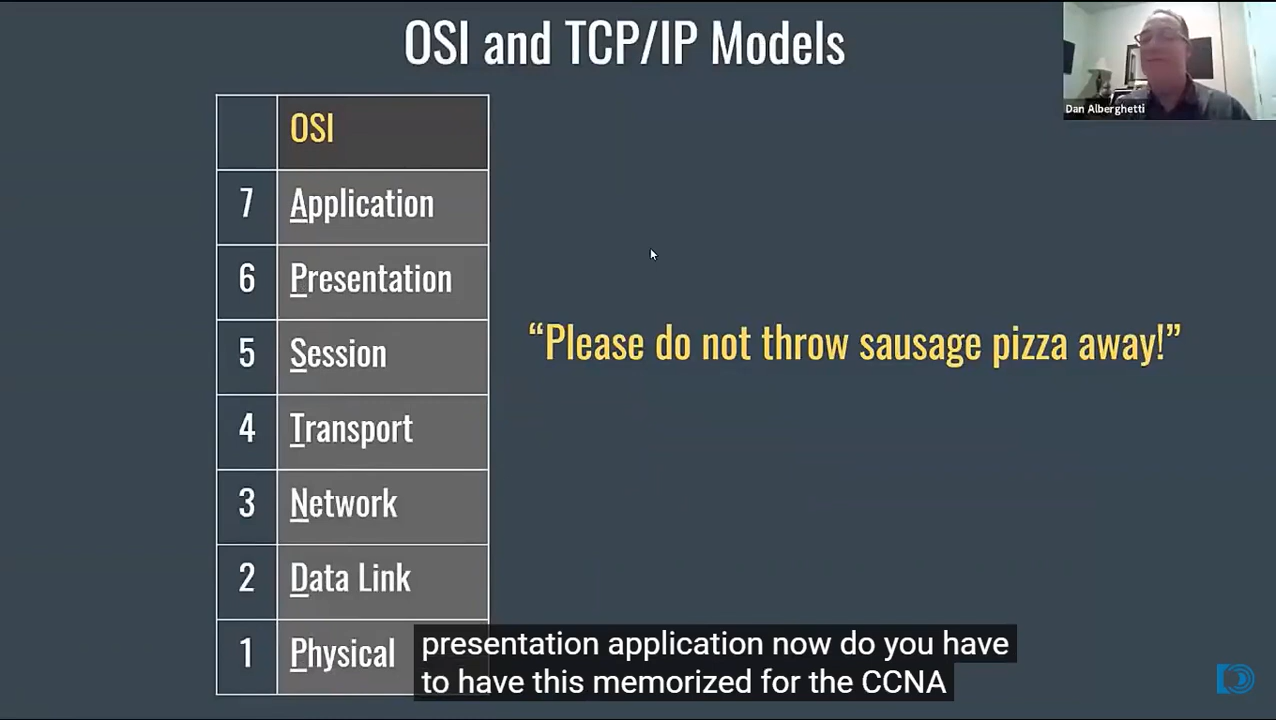 OSI and TCP/IP Models
Dan Alberghetti
OSI
7 Application
6 Presentation
5 Session
“Please do not throw sausage pizza away!”
4 Transport
3 Network
2 Data Link
1 Physical
presentation application now do you have
to have this memorized for the CCNA